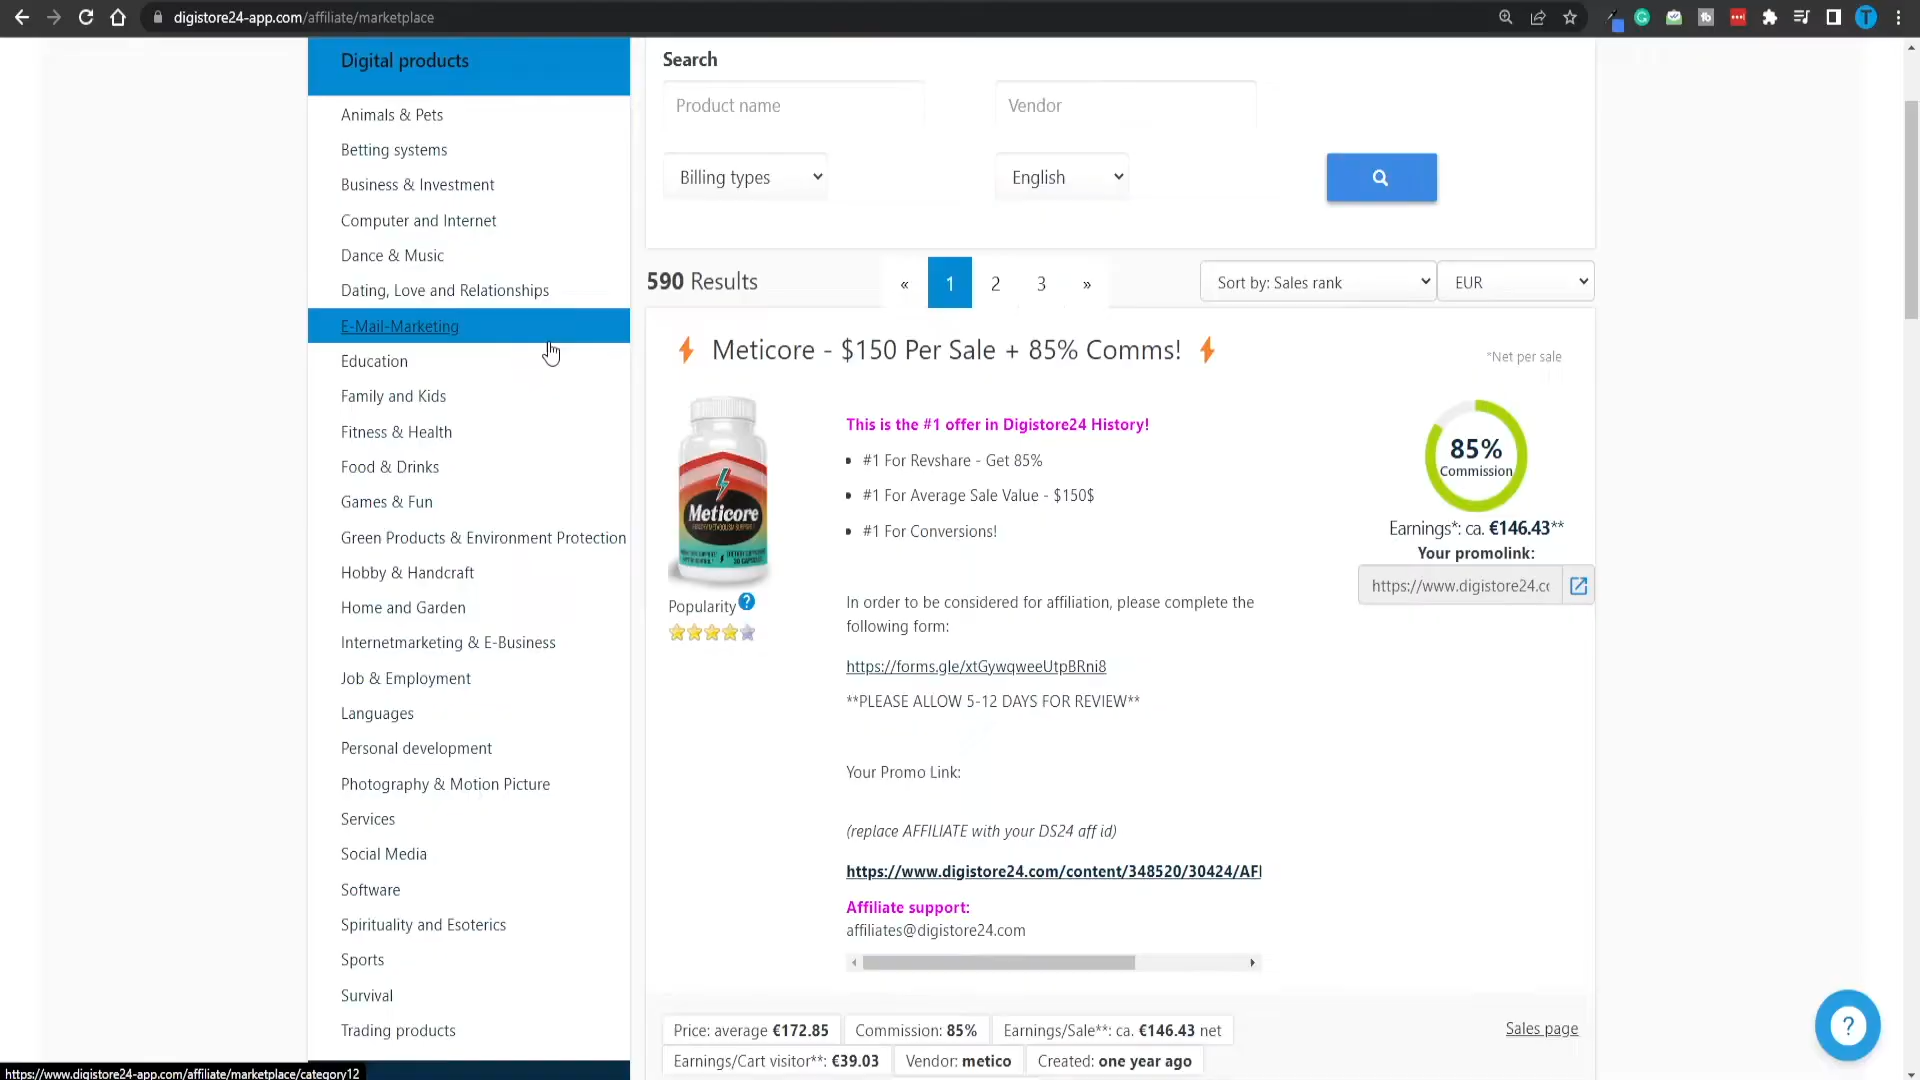 digistore24-app.com/affiliate/marketplace
Digital products
Animals & Pets
Betting systems
Business & Investment
Computer and Internet
Dance & Music
Dating, Love and Relationships
E-Mail-Marketing
Education
Family and Kids
Fitness & Health
Food & Drinks
Games & Fun
Green Products & Environment Protection
Hobby & Handcraft
Home and Garden
Internetmarketing & E-Business
Job & Employment
Languages
Personal development
Photography & Motion Picture
Services
Social Media
Software
Spirituality and Esoterics
Sports
Survival
Trading products
Search
Product name
Vendor
Billing types
English
590 Results
« 1 2 3 »
Sort by: Sales rank
EUR
Meticore - $150 Per Sale + 85% Comms!
*Net per sale
Meticore
Popularity ?
This is the #1 offer in Digistore24 History!
#1 For Revshare - Get 85%
#1 For Average Sale Value - $150$
#1 For Conversions!
In order to be considered for affiliation, please complete the
following form:
https://forms.gle/xtGywqweeUtpBRni8
**PLEASE ALLOW 5-12 DAYS FOR REVIEW**
Your Promo Link:
(replace AFFILIATE with your DS24 aff id)
https://www.digistore24.com/content/348520/30424/AFI
Affiliate support:
affiliates@digistore24.com
85%
Commission
Earnings*: ca. €146.43**
Your promolink:
https://www.digistore24.cc
Price: average €172.85
Commission: 85%
Earnings/Sale**: ca. €146.43 net
Sales page
Earnings/Cart visitor**: €39.03
Vendor: metico
Created: one year ago
?
T
https://www.digistore24-app.com/affiliate/marketplace/category12